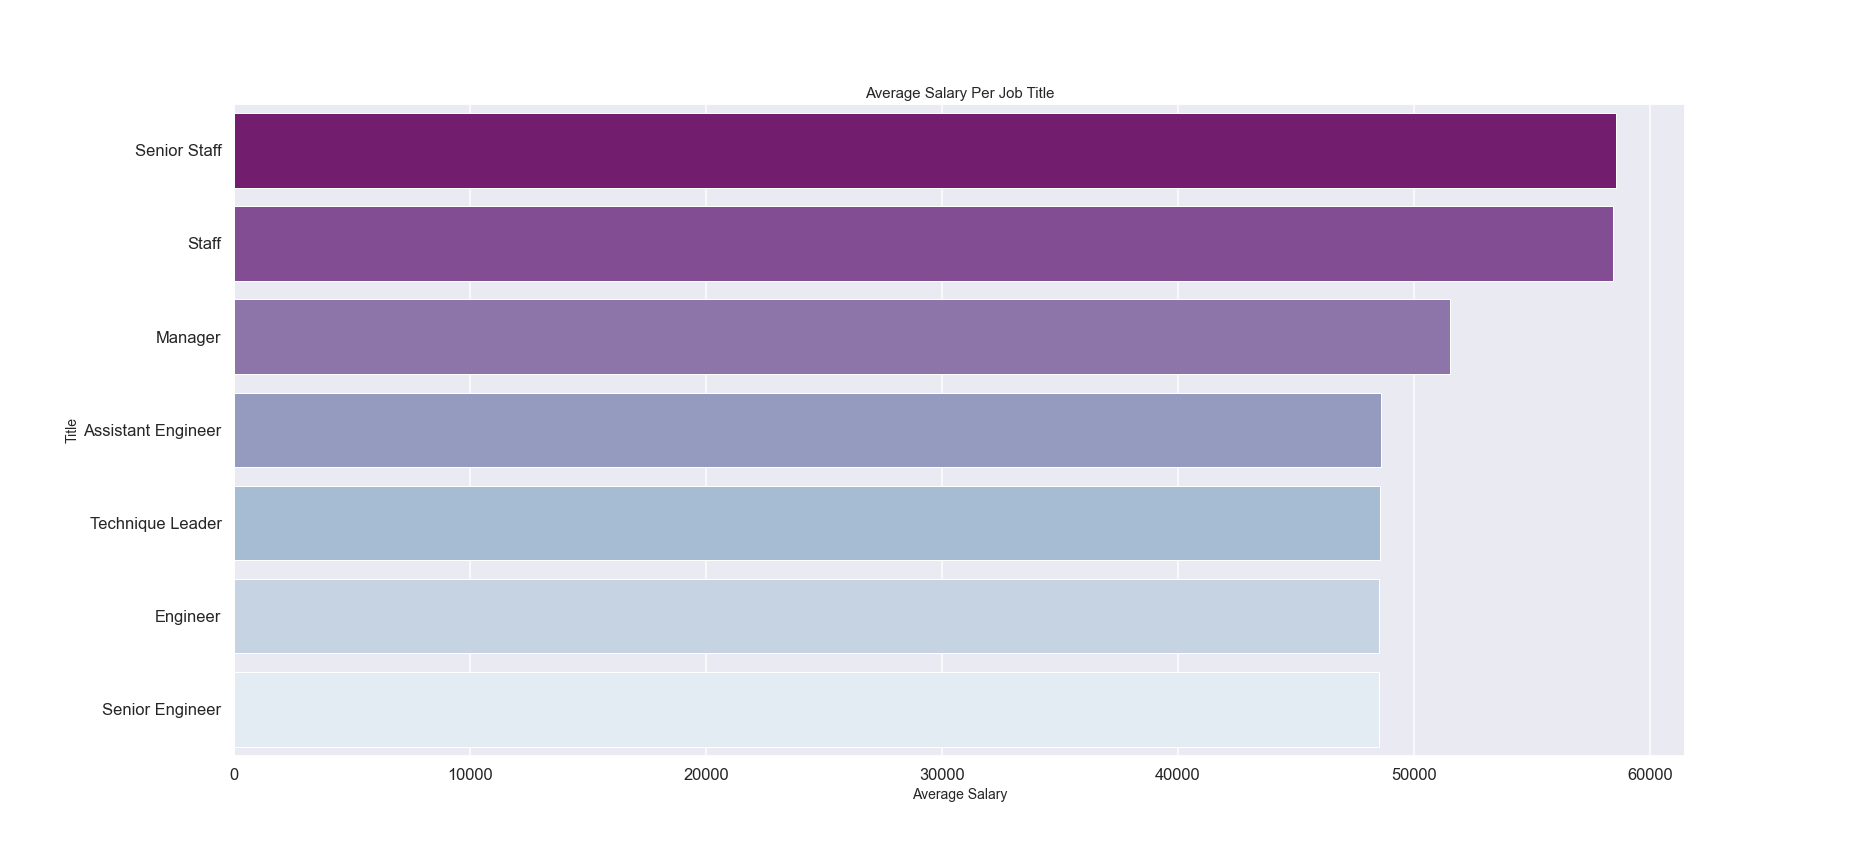 Average Salary Per Job Title
Senior Staff
Staff
Manager
Assistant Engineer
Technique Leader
Engineer
Senior Engineer
Title
0 10000 20000 30000 40000 50000 60000
Average Salary